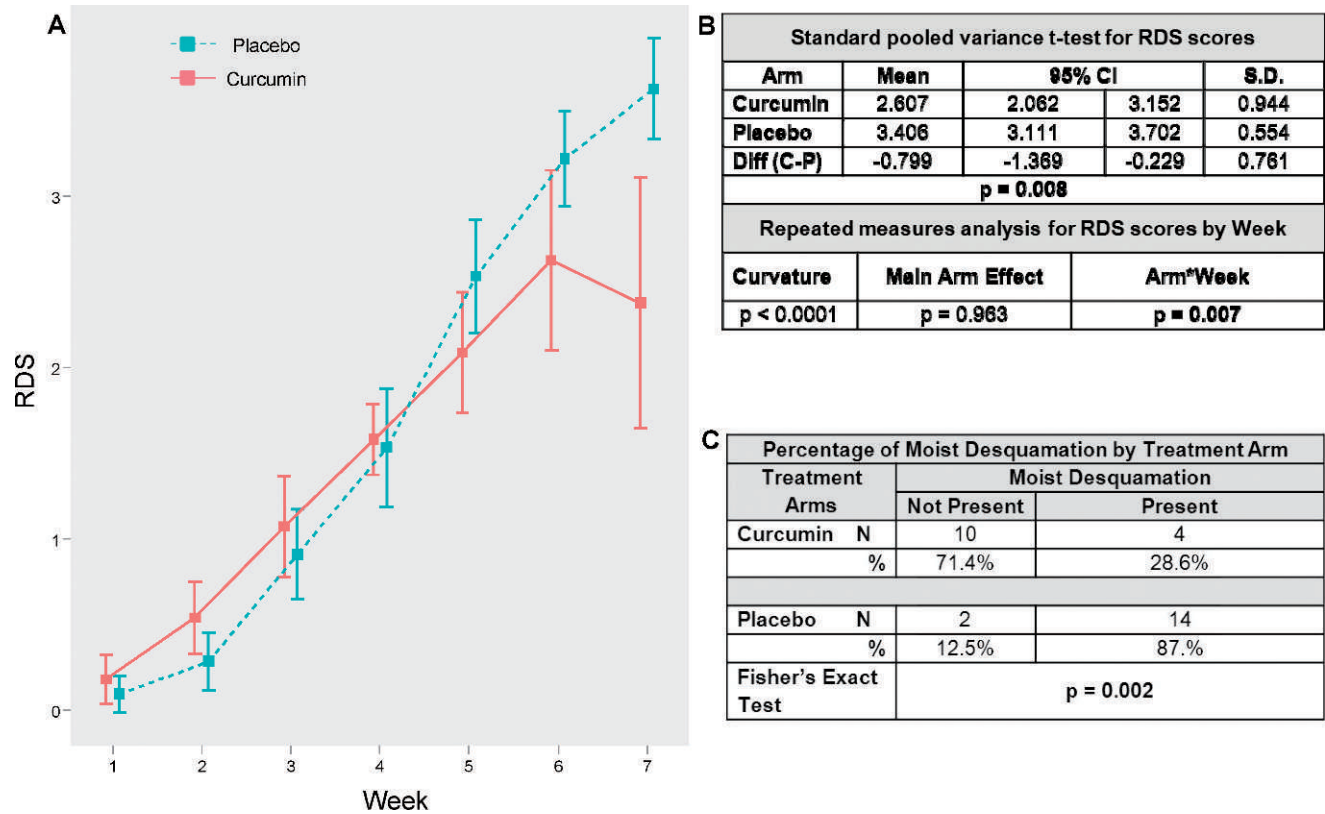 A
Placebo
Curcumin
3
2
1
0
RDS
1 2 3 4 5 6 7
Week
B
Standard pooled variance t-test for RDS scores
Arm Mean 95% CI S.D.
Curcumin 2.607 2.062 3.152 0.944
Placebo 3.406 3.111 3.702 0.554
Diff (C-P) -0.799 -1.369 -0.229 0.761
p = 0.008
Repeated measures analysis for RDS scores by Week
Curvature Main Arm Effect Arm*Week
p < 0.0001 p = 0.963 p = 0.007
C
Percentage of Moist Desquamation by Treatment Arm
Treatment Arms Moist Desquamation
Not Present Present
Curcumin N 10 4
% 71.4% 28.6%
Placebo N 2 14
% 12.5% 87.%
Fisher's Exact
Test p = 0.002